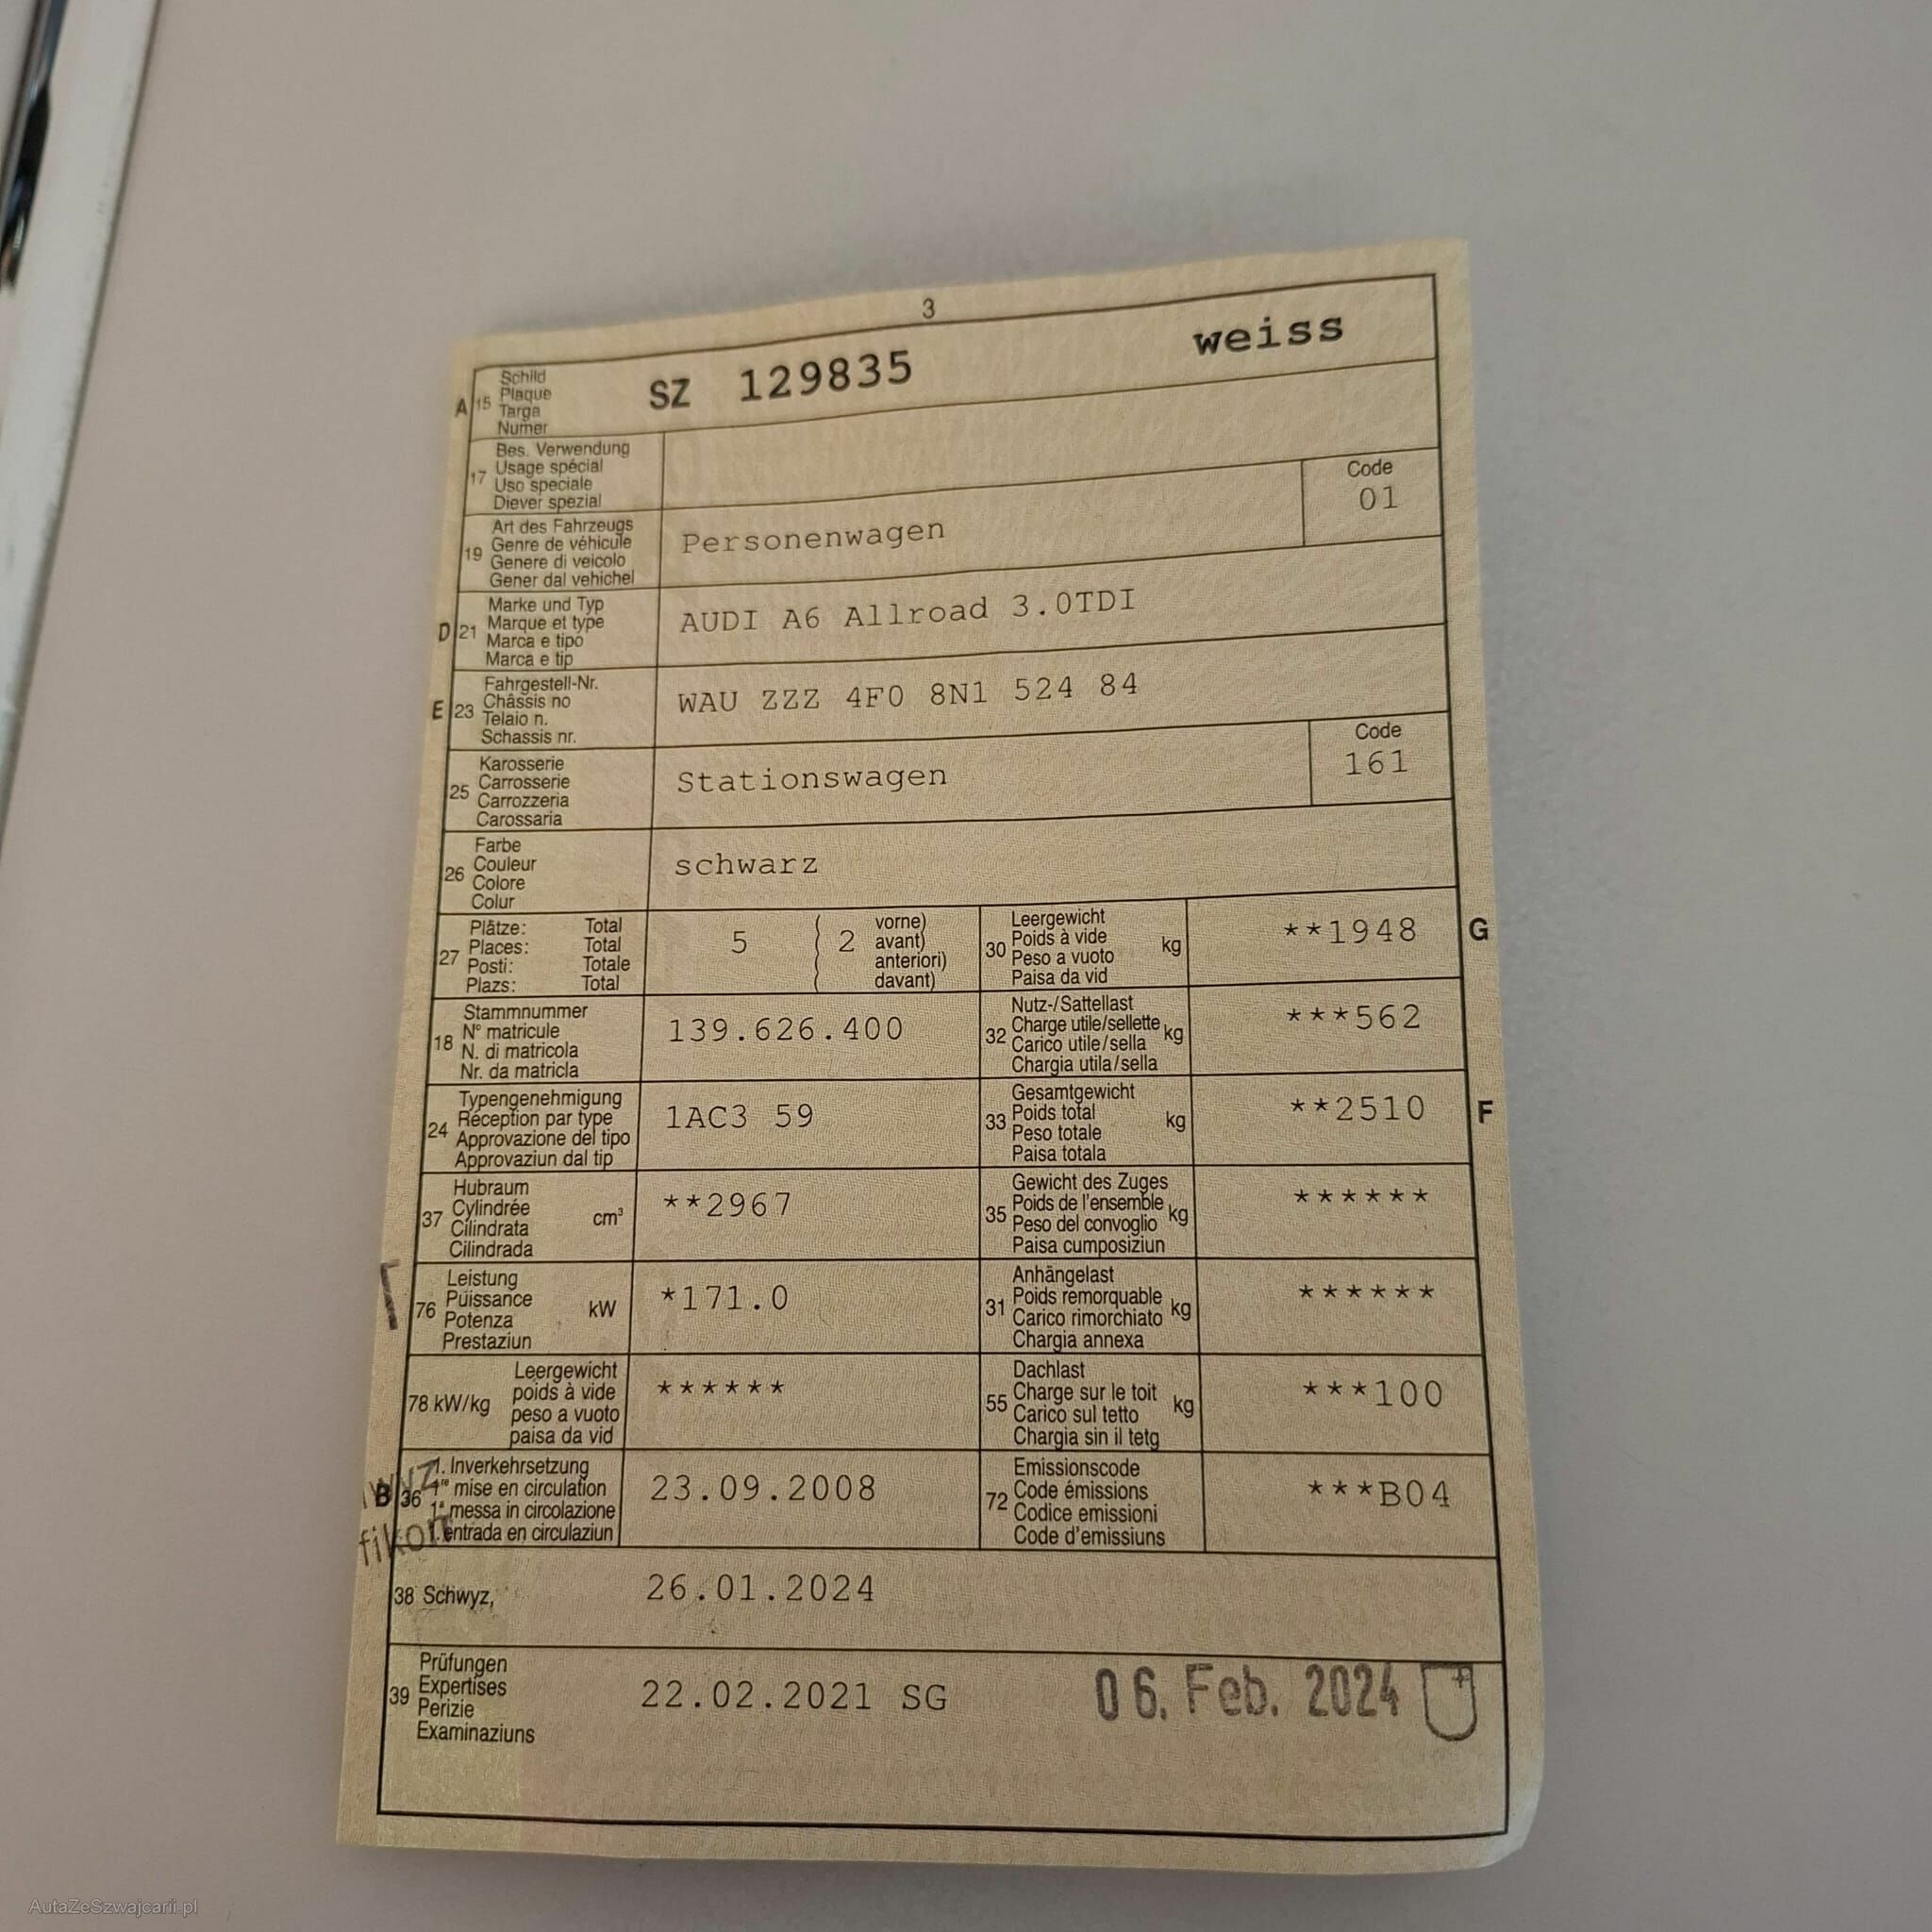 3
A 15 Schild
Plaque
Targa
Numer
SZ 129835 weiss
17 Bes. Verwendung
Usage spécial
Uso speciale
Diever spezial
19 Art des Fahrzeugs
Genre de véhicule
Genere di veicolo
Gener dal vehichel
Personenwagen
Code
01
D 21 Marke und Typ
Marque et type
Marca e tipo
Marca e tip
AUDI A6 Allroad 3.0TDI
E 23 Fahrgestell-Nr.
Châssis no
Telaio n.
Schassis nr.
WAU ZZZ 4F0 8N1 524 84
25 Karosserie
Carrosserie
Carrozzeria
Carossaria
Stationswagen
Code
161
26 Farbe
Couleur
Colore
Colur
schwarz
27 Plätze: Total
Places: Total
Posti: Totale
Plazs: Total
5 ( 2 vorne)
avant)
anteriori)
davant)
30 Leergewicht
Poids à vide
Peso a vuoto
Paisa da vid
kg
**1948 G
18 Stammnummer
N° matricule
N. di matricola
Nr. da matricla
139.626.400
32 Nutz-/Sattellast
Charge utile/sellette
Carico utile/sella
Chargia utila/sella
kg
***562
24 Typengenehmigung
Réception par type
Approvazione del tipo
Approvaziun dal tip
1AC3 59
33 Gesamtgewicht
Poids total
Peso totale
Paisa totala
kg
**2510 F
37 Hubraum
Cylindrée
Cilindrata
Cilindrada
cm³
**2967
35 Gewicht des Zuges
Poids de l'ensemble
Peso del convoglio
Paisa cumposiziun
kg
******
76 Leistung
Puissance
Potenza
Prestaziun
kW
*171.0
31 Anhängelast
Poids remorquable
Carico rimorchiato
Chargia annexa
kg
******
78 kW/kg Leergewicht
poids à vide
peso a vuoto
paisa da vid
******
55 Dachlast
Charge sur le toit
Carico sul tetto
Chargia sin il tetg
kg
***100
B 36 1. Inverkehrsetzung
1re mise en circulation
1a messa in circolazione
1. entrada en circulaziun
23.09.2008
72 Emissionscode
Code émissions
Codice emissioni
Code d'emissiuns
***B04
38 Schwyz, 26.01.2024
39 Prüfungen
Expertises
Perizie
Examinaziuns
22.02.2021 SG
06. Feb. 2024
AutaZeSzwajcarii.pl